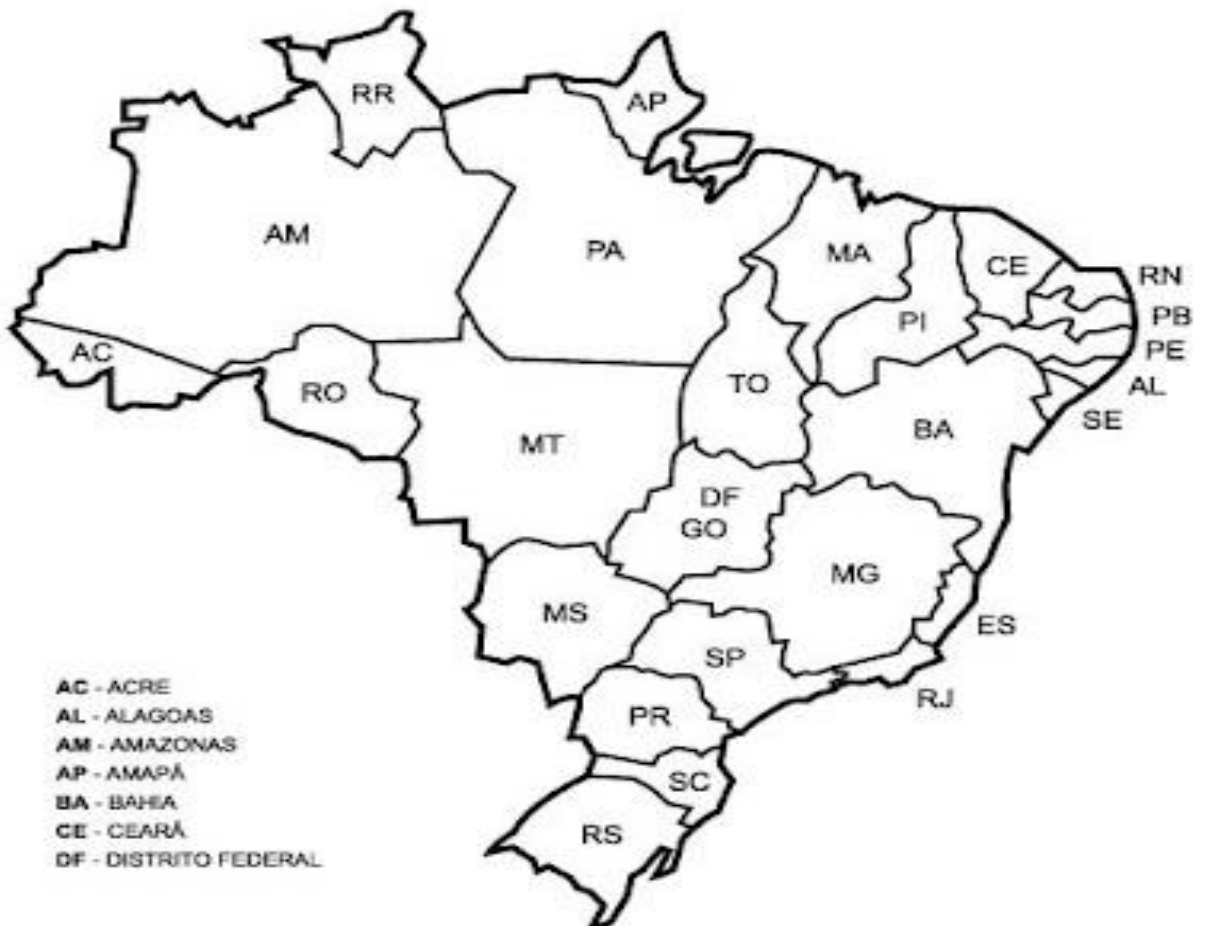 RR
AP
AM
PA
MA
CE
RN
PI
PB
PE
AC
RO
TO
AL
SE
BA
MT
DF
GO
MG
MS
ES
SP
RJ
PR
SC
RS
AC - ACRE
AL - ALAGOAS
AM - AMAZONAS
AP - AMAPÁ
BA - BAHIA
CE - CEARÁ
DF - DISTRITO FEDERAL